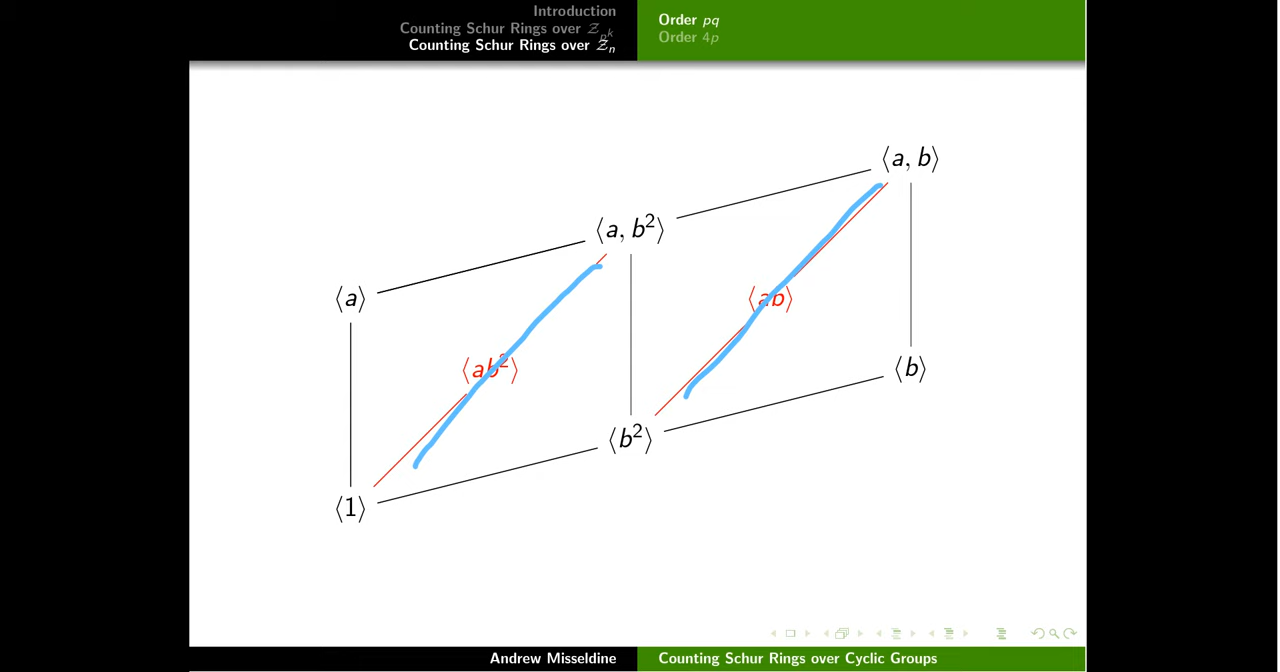 Introduction
Counting Schur Rings over 𝒵_{p^k}
Counting Schur Rings over 𝒵_n
Order pq
Order 4p
⟨a, b⟩
⟨a, b²⟩
⟨a⟩
⟨ab⟩
⟨ab²⟩
⟨b⟩
⟨b²⟩
⟨1⟩
Andrew Misseldine
Counting Schur Rings over Cyclic Groups